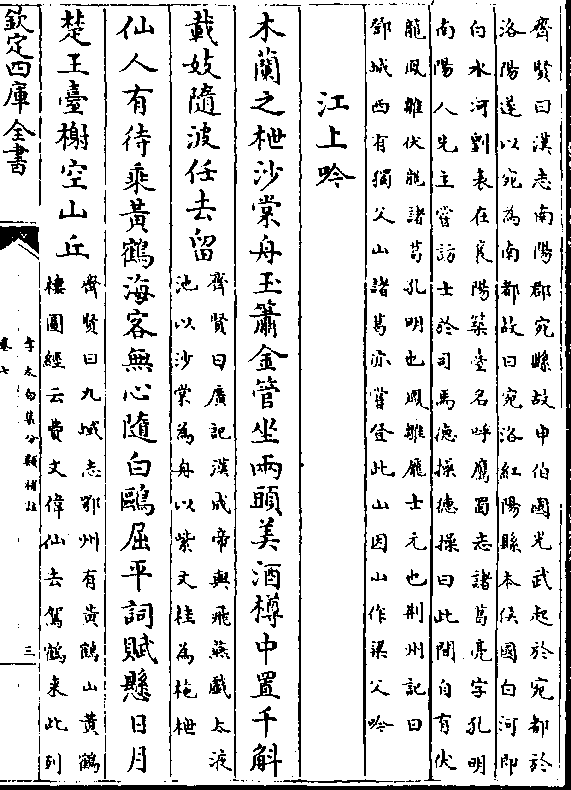 齊賢曰漢志南陽郡宛縣故申伯國光武起於宛都於
洛陽遂以宛為南都故曰宛洛紅陽縣本侯國白河即
白水河劉表在襄陽築臺名呼鷹蜀志諸葛亮字孔明
南陽人先主嘗訪士於司馬德操德操曰此間自有伏
龍鳳雛伏龍諸葛孔明也鳳雛龐士元也荆州記曰
鄧城西有獨父山諸葛亦嘗登此山因山作梁父吟
江上吟
木蘭之枻沙棠舟玉簫金管坐兩頭美酒樽中置千斛
載妓隨波任去留
齊賢曰廣記漢成帝與飛燕戲太液
池以沙棠為舟以紫文桂為柂枻
仙人有待乘黃鶴海客無心隨白鷗屈平詞賦懸日月
楚王臺榭空山丘
齊賢曰九域志鄂州有黃鶴山黃鶴
樓圖經云費文偉仙去駕鶴來此列
欽定四庫全書
李太白集分類補註
卷七
三